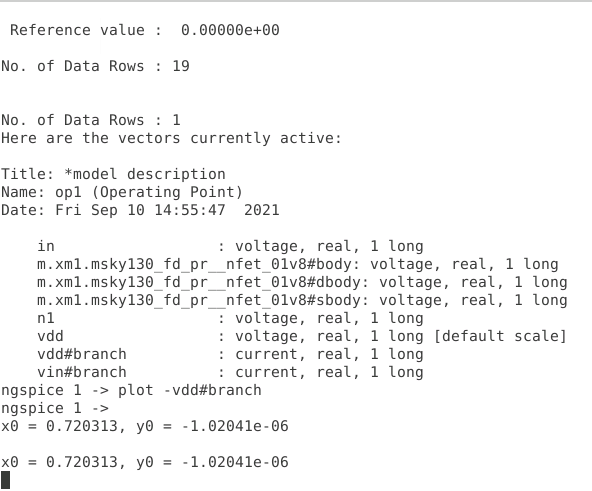 Reference value :  0.00000e+00
No. of Data Rows : 19
No. of Data Rows : 1
Here are the vectors currently active:
Title: *model description
Name: op1 (Operating Point)
Date: Fri Sep 10 14:55:47  2021
in                  : voltage, real, 1 long
m.xm1.msky130_fd_pr__nfet_01v8#body: voltage, real, 1 long
m.xm1.msky130_fd_pr__nfet_01v8#dbody: voltage, real, 1 long
m.xm1.msky130_fd_pr__nfet_01v8#sbody: voltage, real, 1 long
n1                  : voltage, real, 1 long
vdd                 : voltage, real, 1 long [default scale]
vdd#branch          : current, real, 1 long
vin#branch          : current, real, 1 long
ngspice 1 -> plot -vdd#branch
ngspice 1 ->
x0 = 0.720313, y0 = -1.02041e-06
x0 = 0.720313, y0 = -1.02041e-06